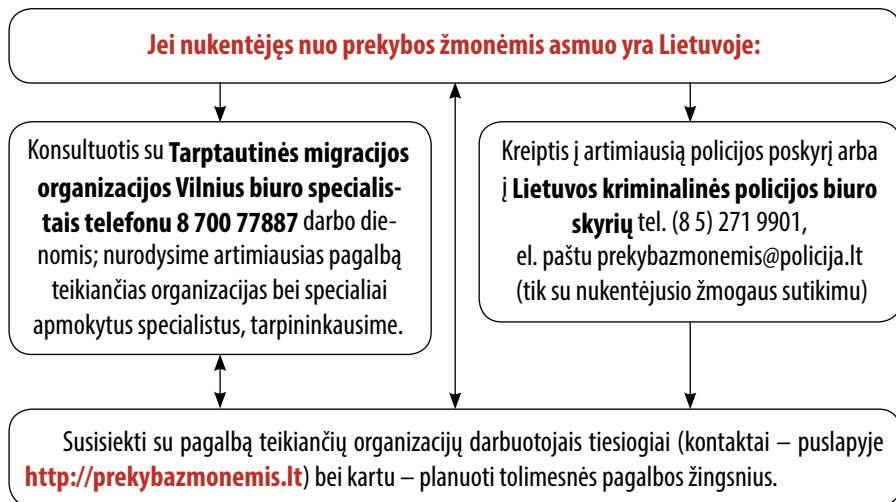 Jei nukentėjęs nuo prekybos žmonėmis asmuo yra Lietuvoje:
Konsultuotis su Tarptautinės migracijos
organizacijos Vilnius biuro specialis-
tais telefonu 8 700 77887 darbo die-
nomis; nurodysime artimiausias pagalbą
teikiančias organizacijas bei specialiai
apmokytus specialistus, tarpininkausime.
Kreiptis į artimiausią policijos poskyrį arba
į Lietuvos kriminalinės policijos biuro
skyrių tel. (8 5) 271 9901,
el. paštu prekybazmonemis@policija.lt
(tik su nukentėjusio žmogaus sutikimu)
Susisiekti su pagalbą teikiančių organizacijų darbuotojais tiesiogiai (kontaktai – puslapyje
http://prekybazmonemis.lt) bei kartu – planuoti tolimesnės pagalbos žingsnius.